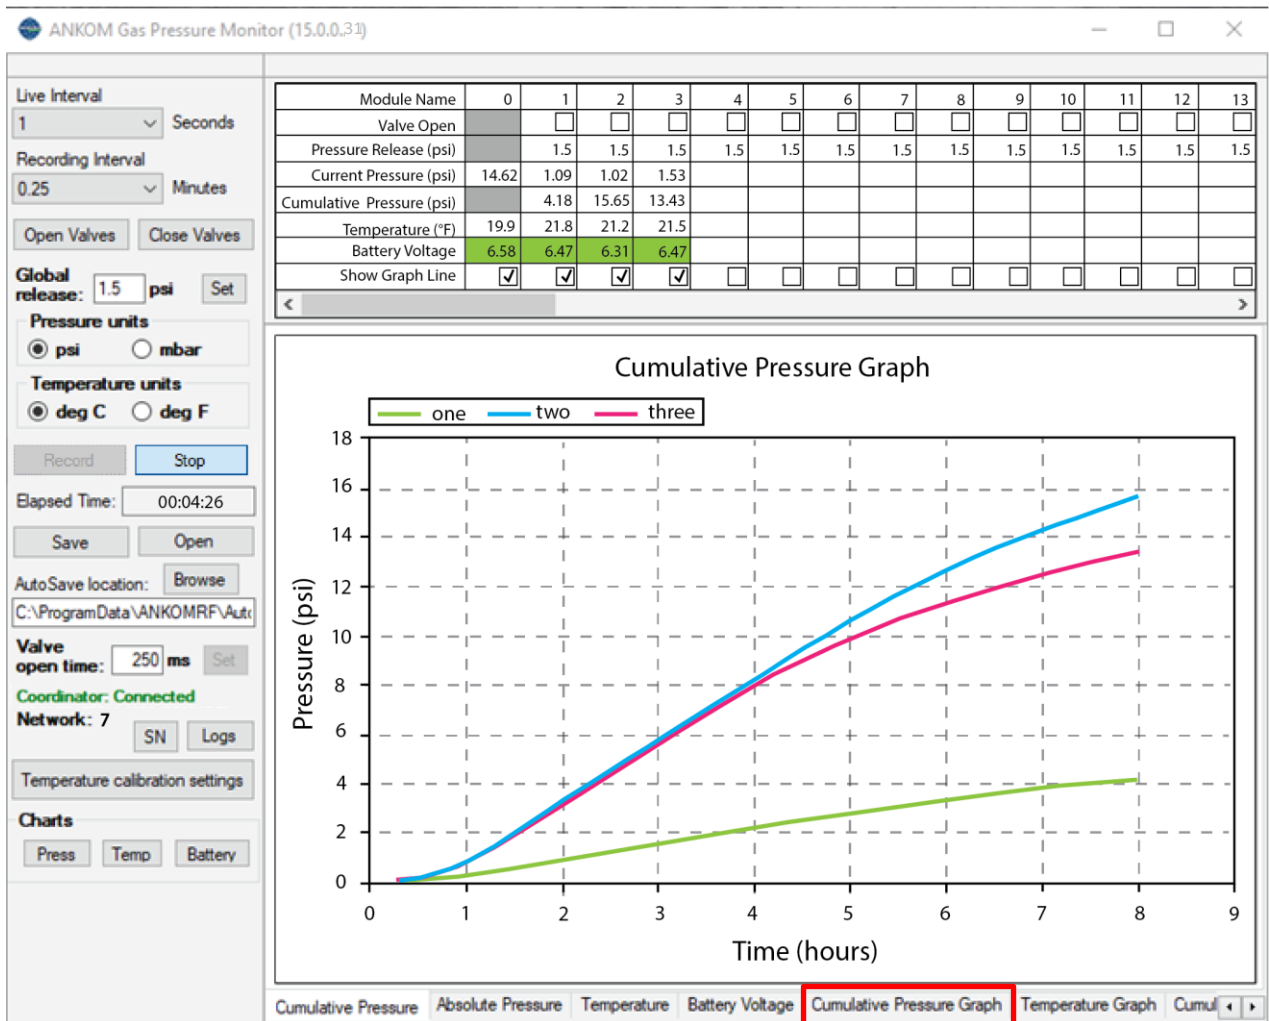 ANKOM Gas Pressure Monitor (15.0.0.31)
Live Interval
1 Seconds
Recording Interval
0.25 Minutes
Open Valves Close Valves
Global
release: 1.5 psi Set
Pressure units
psi mbar
Temperature units
deg C deg F
Record Stop
Elapsed Time: 00:04:26
Save Open
AutoSave location: Browse
C:\ProgramData\ANKOMRF\Auto
Valve
open time: 250 ms Set
Coordinator: Connected
Network: 7
SN Logs
Temperature calibration settings
Charts
Press Temp Battery
Module Name 0 1 2 3 4 5 6 7 8 9 10 11 12 13
Valve Open
Pressure Release (psi) 1.5 1.5 1.5 1.5 1.5 1.5 1.5 1.5 1.5 1.5 1.5 1.5 1.5
Current Pressure (psi) 14.62 1.09 1.02 1.53
Cumulative Pressure (psi) 4.18 15.65 13.43
Temperature (°F) 19.9 21.8 21.2 21.5
Battery Voltage 6.58 6.47 6.31 6.47
Show Graph Line
Cumulative Pressure Graph
one two three
18
16
14
12
10
8
6
4
2
0
Pressure (psi)
0 1 2 3 4 5 6 7 8 9
Time (hours)
Cumulative Pressure Absolute Pressure Temperature Battery Voltage Cumulative Pressure Graph Temperature Graph Cumul